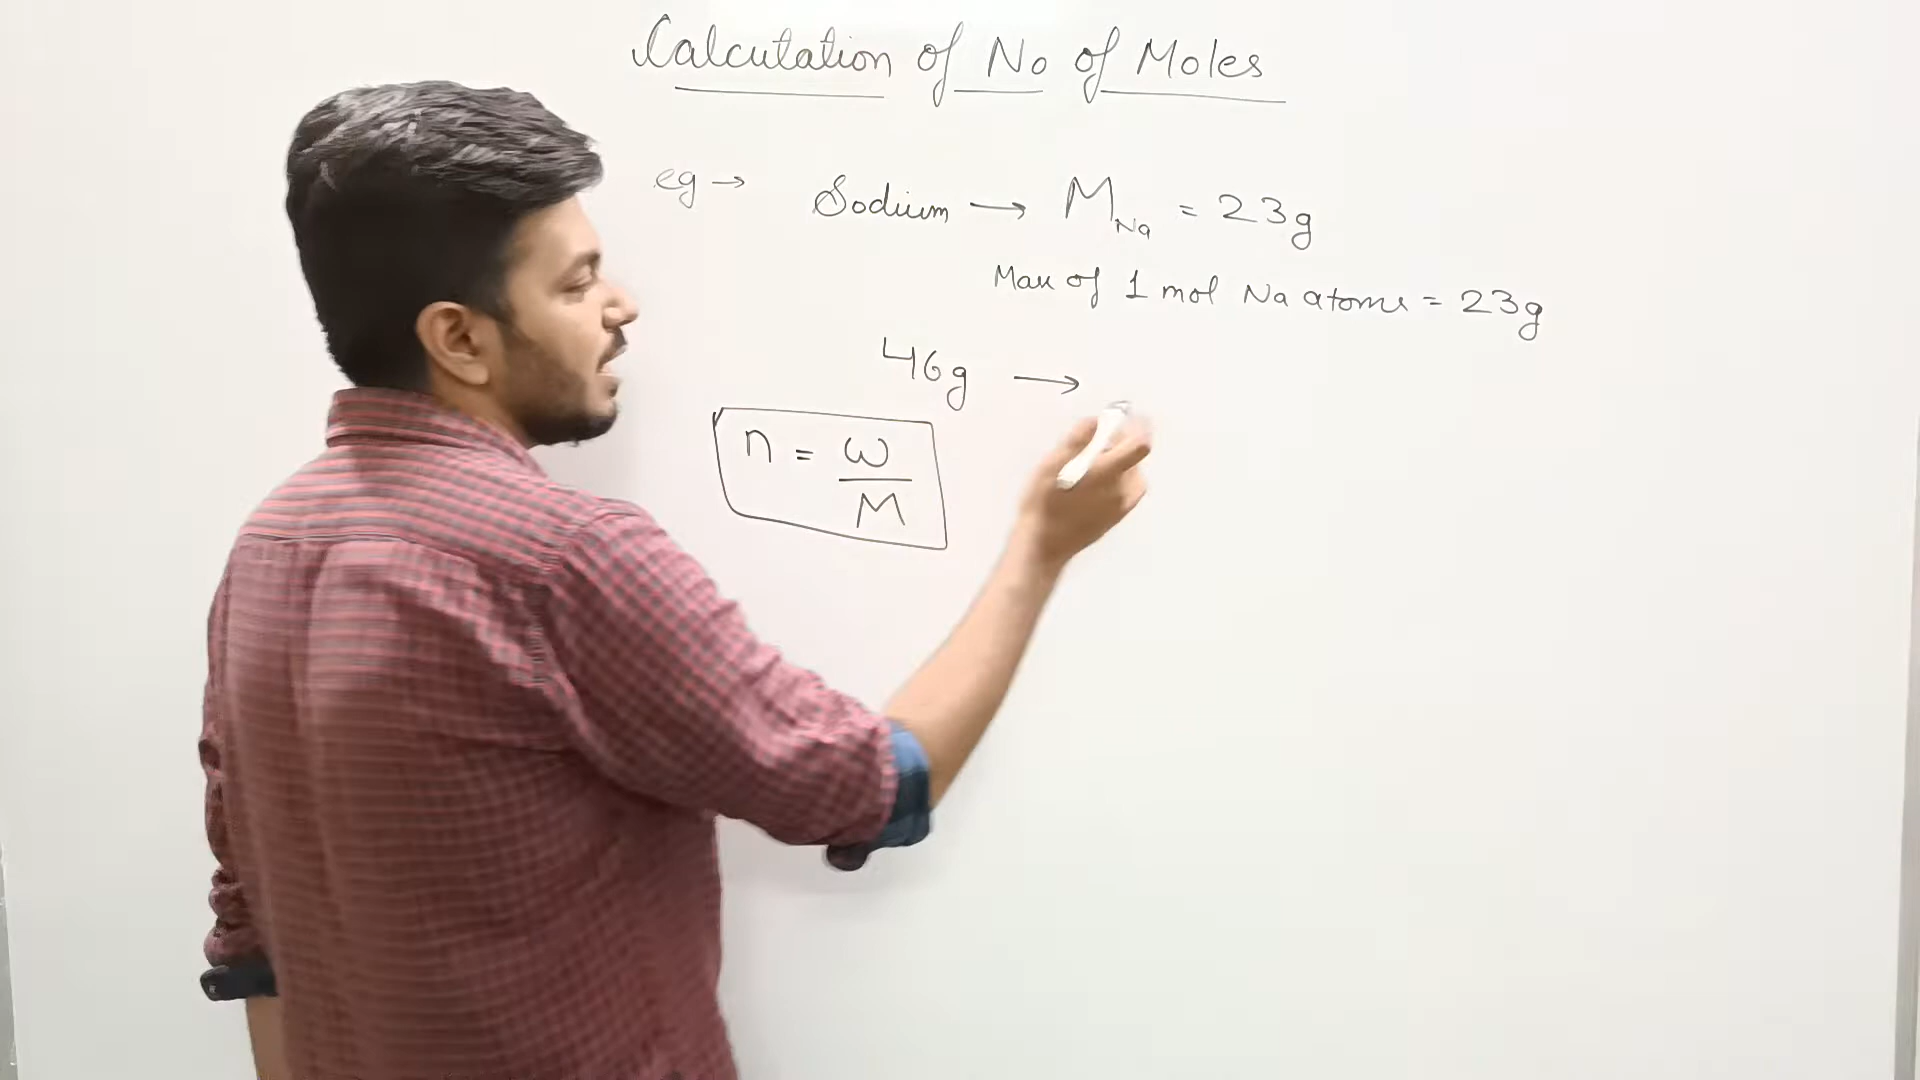 Calculation of No of Moles
eg → Sodium → M_Na = 23g
Mass of 1 mol Na atoms = 23g
46g →
n = w/M